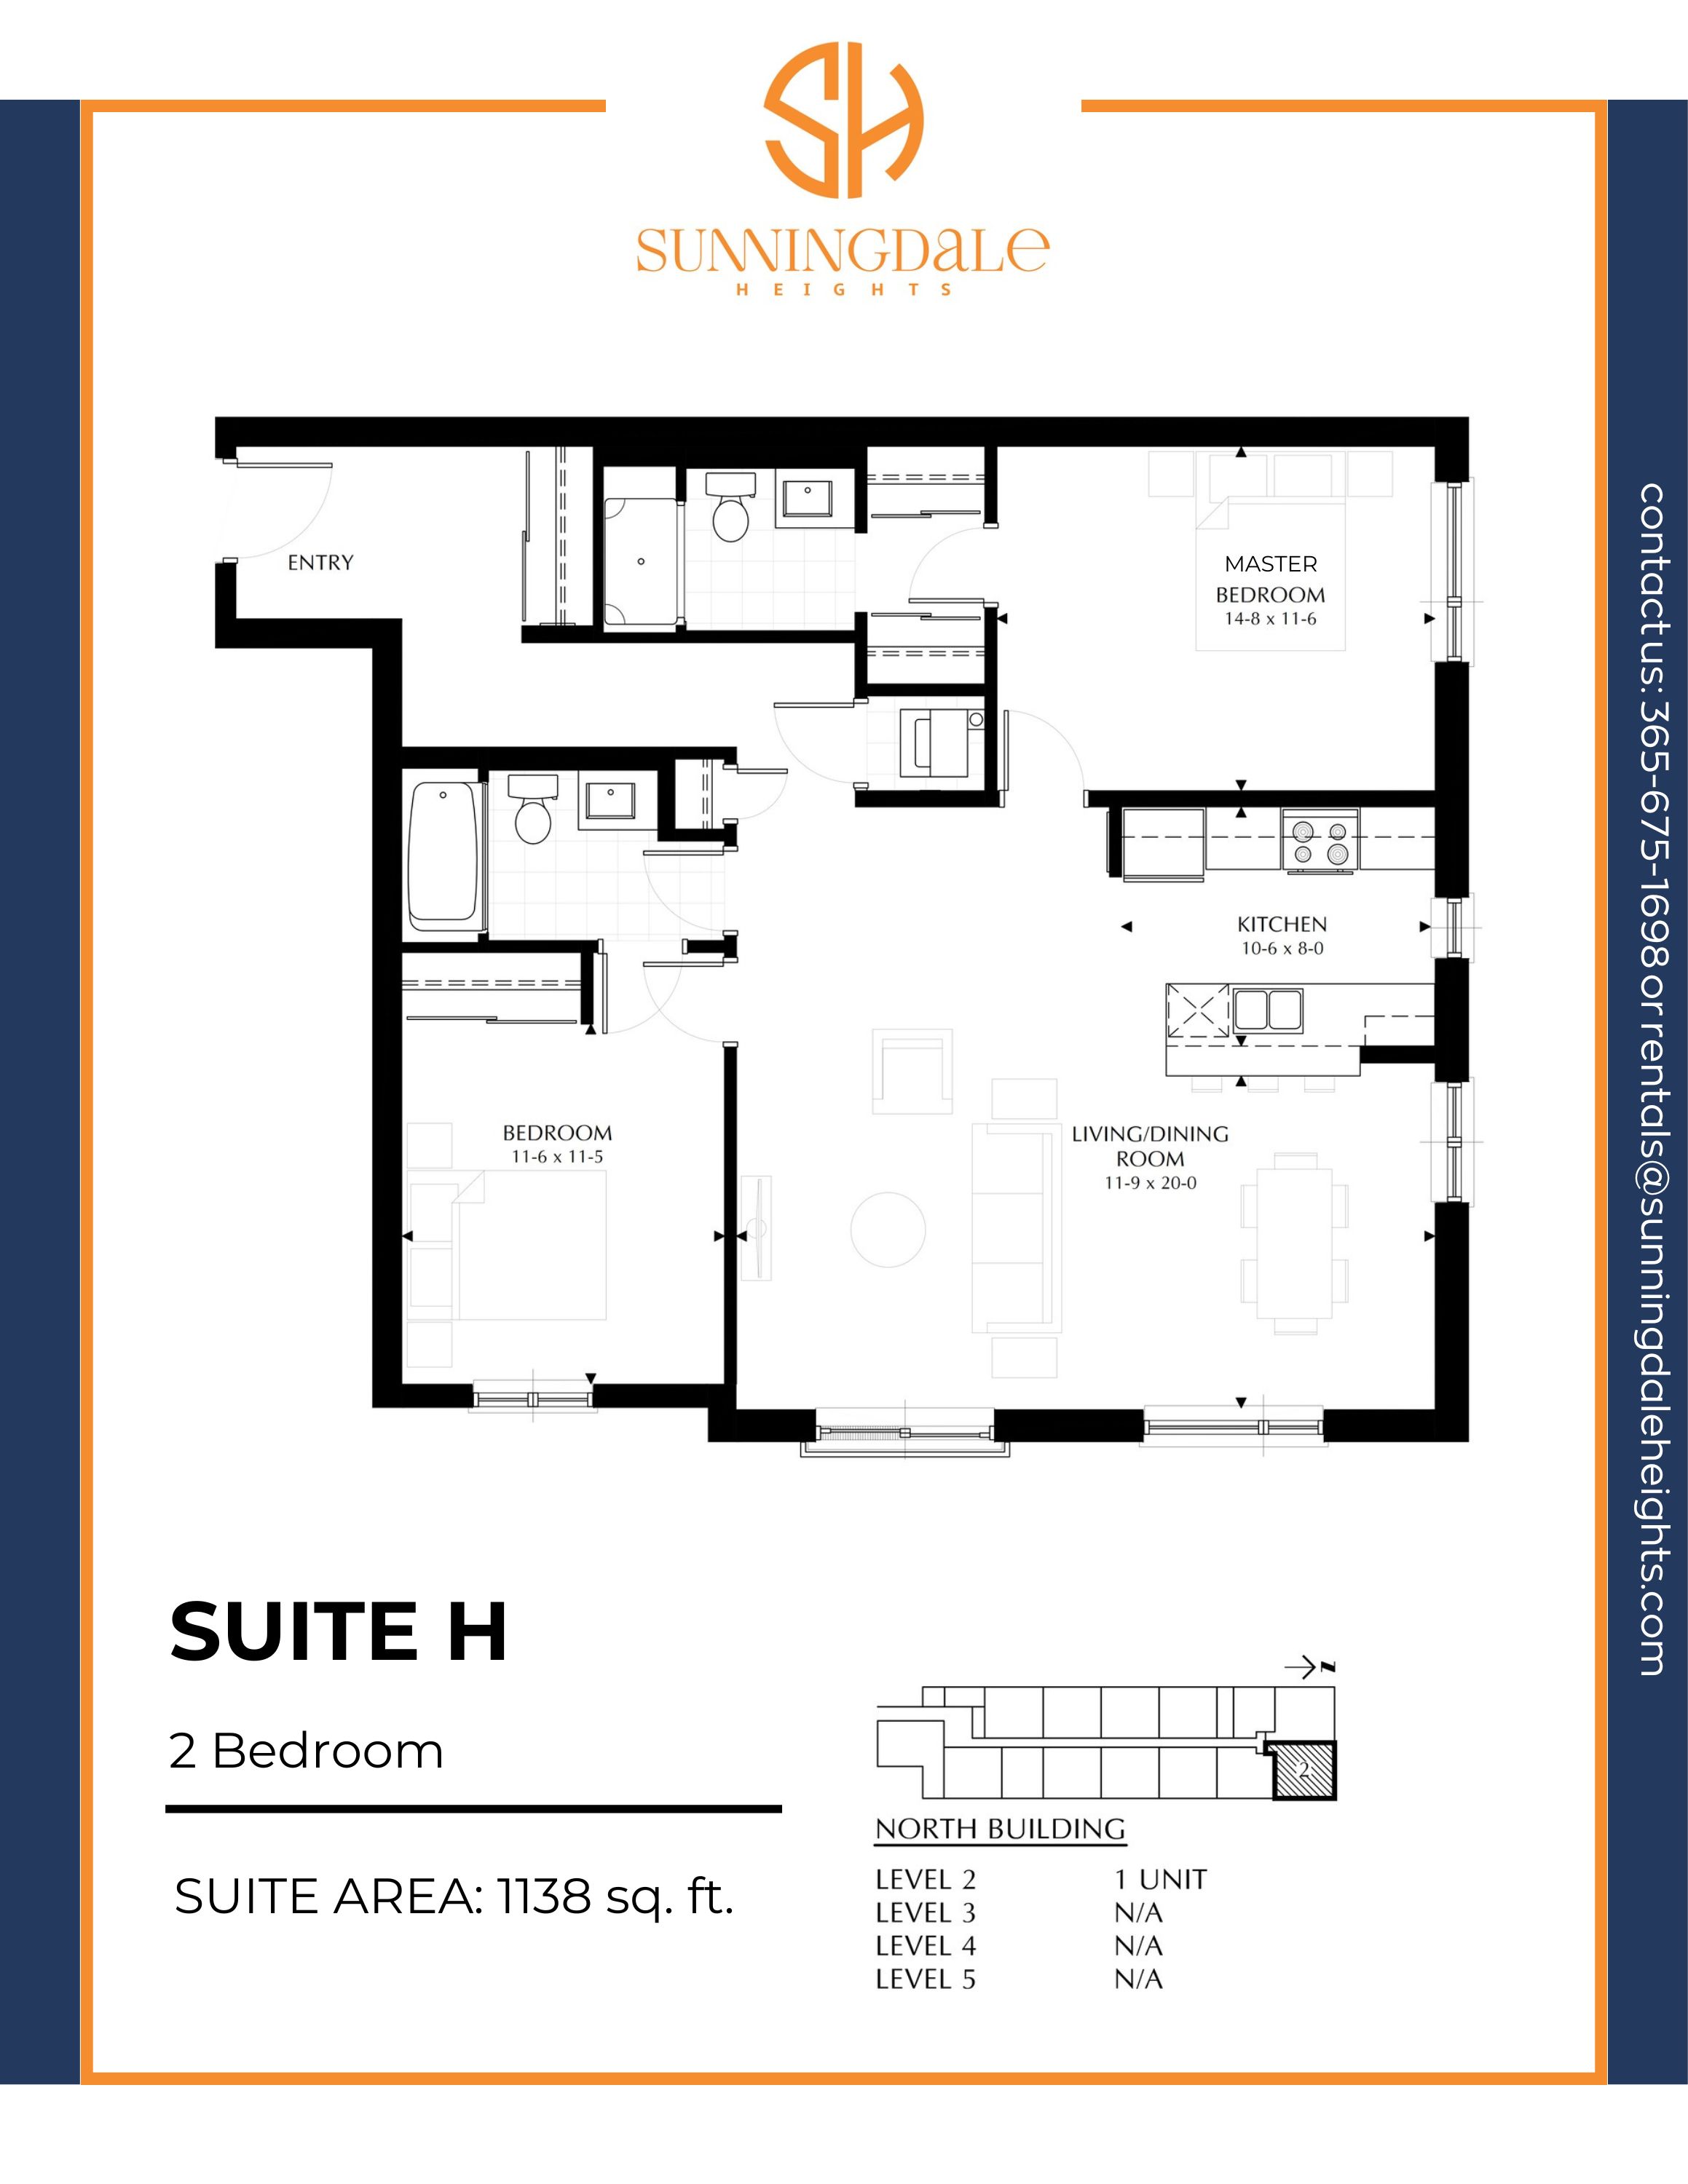 SH
SUNNINGDaLe
HEIGHTS
ENTRY
MASTER
BEDROOM
14-8 x 11-6
KITCHEN
10-6 x 8-0
BEDROOM
11-6 x 11-5
LIVING/DINING
ROOM
11-9 x 20-0
contact us: 365-675-1698 or rentals@sunningdaleheights.com
SUITE H
2 Bedroom
SUITE AREA: 1138 sq. ft.
N
2
NORTH BUILDING
LEVEL 2 1 UNIT
LEVEL 3 N/A
LEVEL 4 N/A
LEVEL 5 N/A